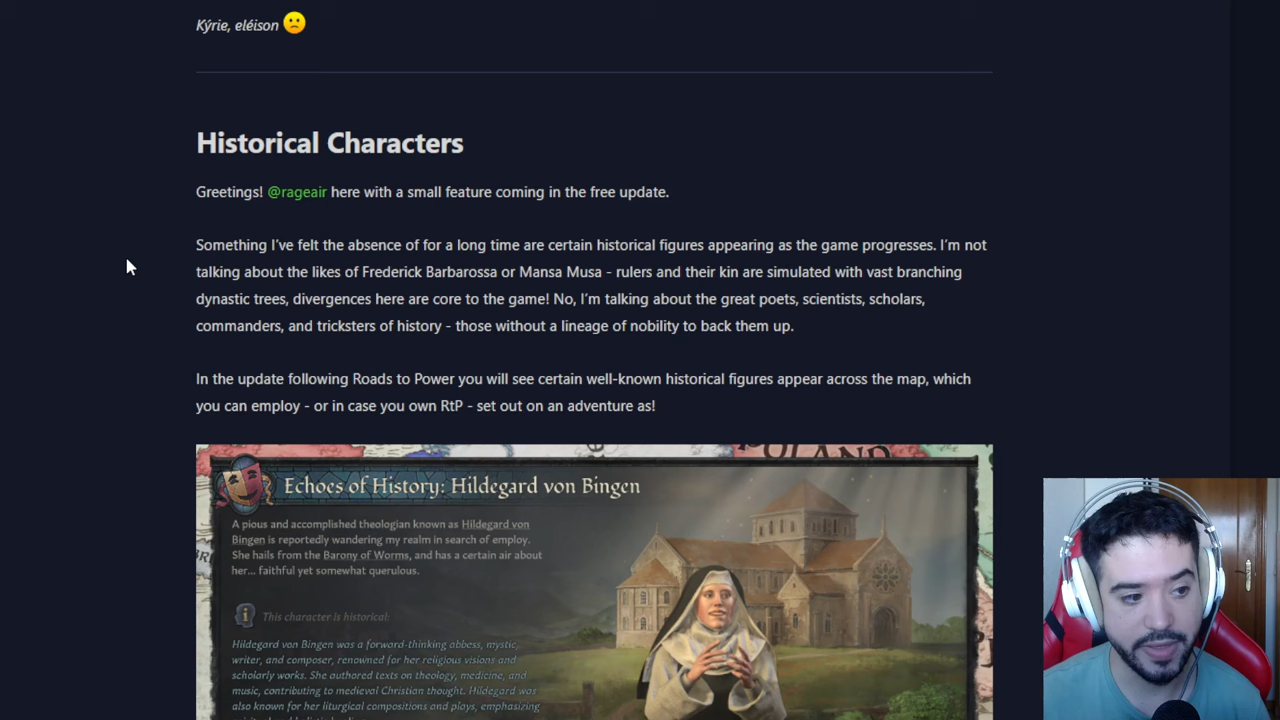 Kýrie, eléison
Historical Characters
Greetings! @rageair here with a small feature coming in the free update.
Something I've felt the absence of for a long time are certain historical figures appearing as the game progresses. I'm not
talking about the likes of Frederick Barbarossa or Mansa Musa - rulers and their kin are simulated with vast branching
dynastic trees, divergences here are core to the game! No, I'm talking about the great poets, scientists, scholars,
commanders, and tricksters of history - those without a lineage of nobility to back them up.
In the update following Roads to Power you will see certain well-known historical figures appear across the map, which
you can employ - or in case you own RtP - set out on an adventure as!
POLAND
Echoes of History: Hildegard von Bingen
A pious and accomplished theologian known as Hildegard von
Bingen is reportedly wandering my realm in search of employ.
She hails from the Barony of Worms, and has a certain air about
her... faithful yet somewhat querulous.
This character is historical:
Hildegard von Bingen was a forward-thinking abbess, mystic,
writer, and composer, renowned for her religious visions and
scholarly works. She authored texts on theology, medicine, and
music, contributing to medieval Christian thought. Hildegard was
also known for her liturgical compositions and plays, emphasizing